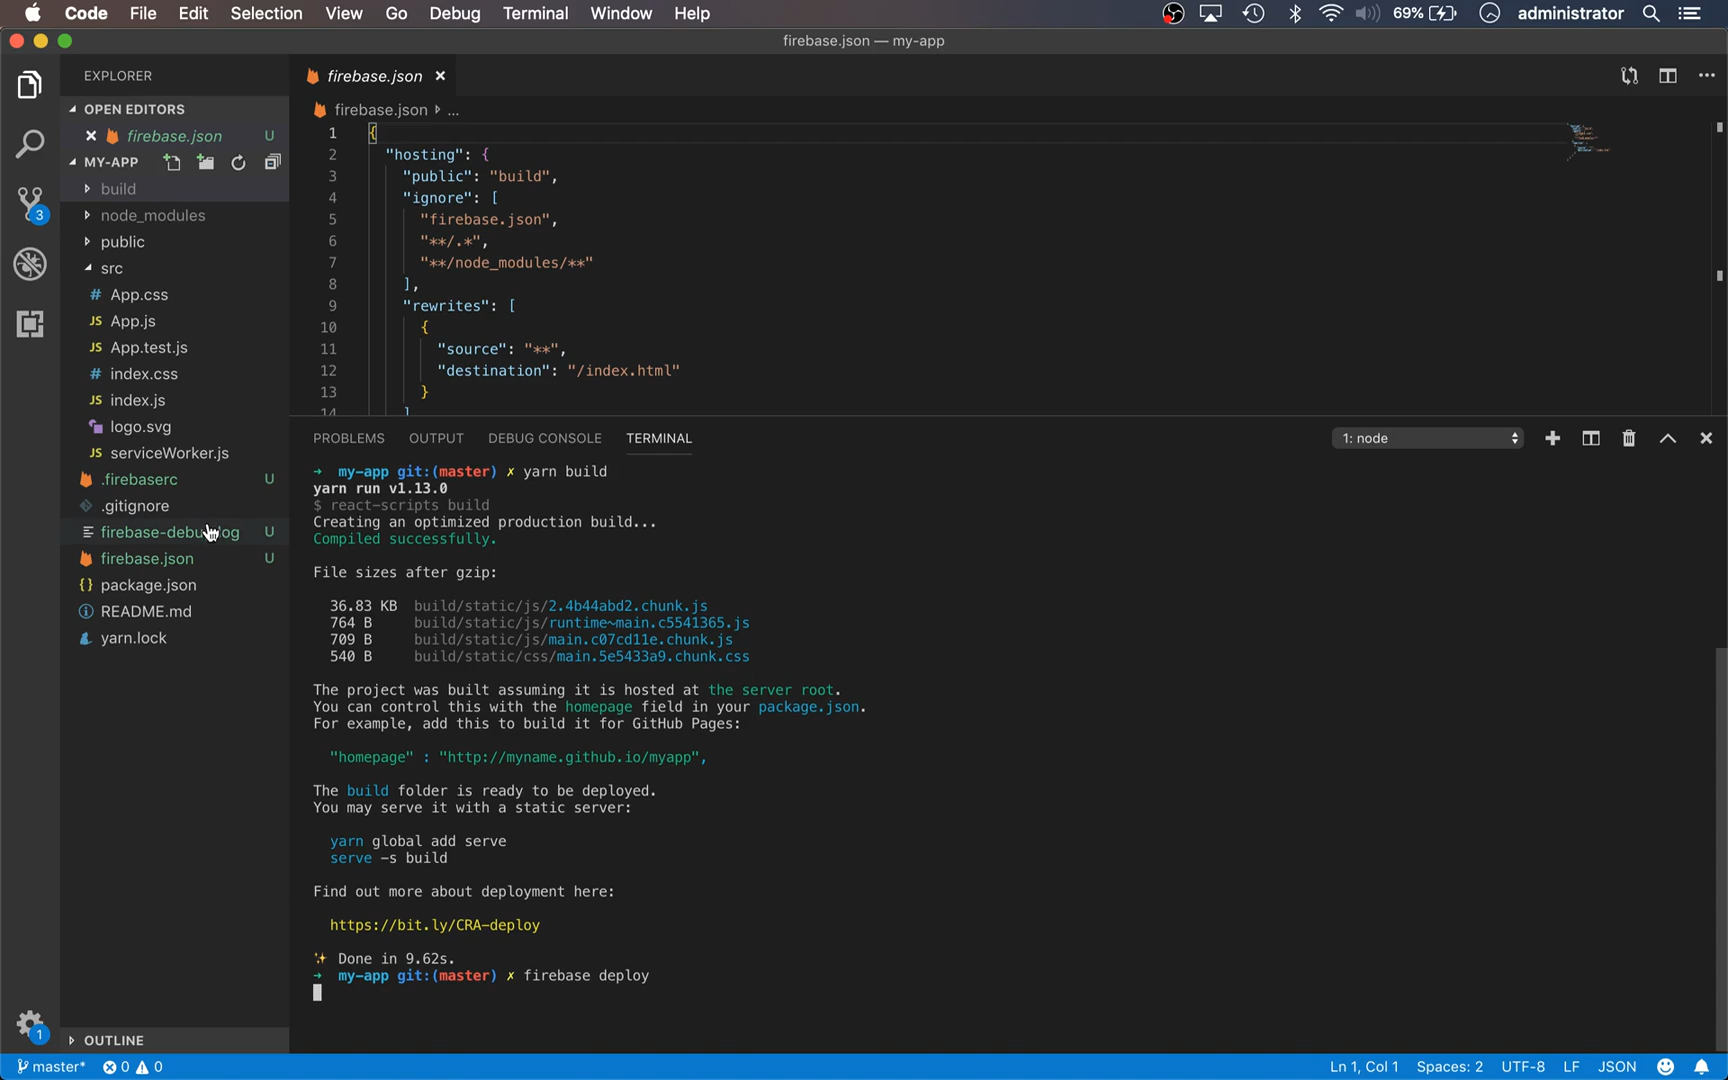 Code File Edit Selection View Go Debug Terminal Window Help 69% administrator
firebase.json — my-app
EXPLORER
OPEN EDITORS
firebase.json U
MY-APP
build
node_modules
public
src
App.css
JS App.js
JS App.test.js
index.css
JS index.js
logo.svg
JS serviceWorker.js
.firebaserc U
.gitignore
firebase-debu og U
firebase.json U
package.json
README.md
yarn.lock
OUTLINE
3
1
firebase.json
firebase.json ...
1 {
2 "hosting": {
3 "public": "build",
4 "ignore": [
5 "firebase.json",
6 "**/.*",
7 "**/node_modules/**"
8 ],
9 "rewrites": [
10 {
11 "source": "**",
12 "destination": "/index.html"
13 }
14 ]
PROBLEMS OUTPUT DEBUG CONSOLE TERMINAL 1: node
→ my-app git:(master) ✗ yarn build
yarn run v1.13.0
$ react-scripts build
Creating an optimized production build...
Compiled successfully.
File sizes after gzip:
36.83 KB build/static/js/2.4b44abd2.chunk.js
764 B build/static/js/runtime~main.c5541365.js
709 B build/static/js/main.c07cd11e.chunk.js
540 B build/static/css/main.5e5433a9.chunk.css
The project was built assuming it is hosted at the server root.
You can control this with the homepage field in your package.json.
For example, add this to build it for GitHub Pages:
"homepage" : "http://myname.github.io/myapp",
The build folder is ready to be deployed.
You may serve it with a static server:
yarn global add serve
serve -s build
Find out more about deployment here:
https://bit.ly/CRA-deploy
✨ Done in 9.62s.
→ my-app git:(master) ✗ firebase deploy
master* 0 0 Ln 1, Col 1 Spaces: 2 UTF-8 LF JSON